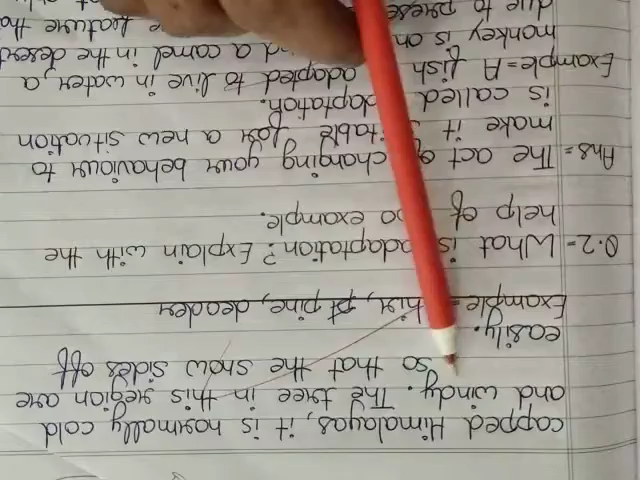 capped Himalayas, it is normally cold
and windy. The tree in this region are
so that the snow sides off
easily.
Example= pine, deoder
Q.2= What is adaptation? Explain with the
help of example.
Ans= The act of changing your behaviour to
make it for a new situation
is called adaptation.
Example= A fish adapted to live in water, a
monkey is on a camel in the desert
due to feature